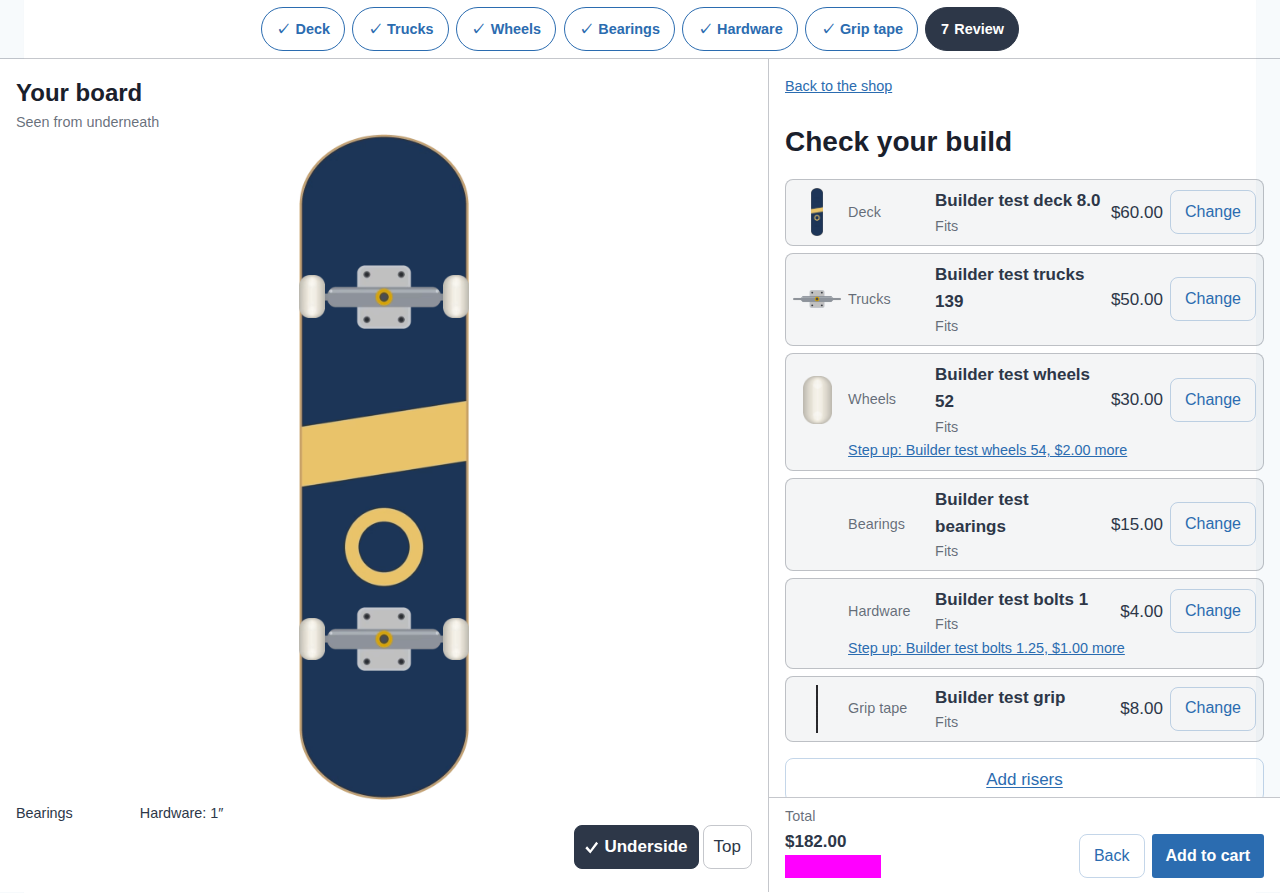 ✓ Deck
✓ Trucks
✓ Wheels
✓ Bearings
✓ Hardware
✓ Grip tape
7 Review
Your board
Seen from underneath
Bearings
Hardware: 1″
✓ Underside
Top
Back to the shop
Check your build
Deck
Builder test deck 8.0
Fits
$60.00
Change
Trucks
Builder test trucks
139
Fits
$50.00
Change
Wheels
Builder test wheels
52
Fits
$30.00
Change
Step up: Builder test wheels 54, $2.00 more
Bearings
Builder test
bearings
Fits
$15.00
Change
Hardware
Builder test bolts 1
Fits
$4.00
Change
Step up: Builder test bolts 1.25, $1.00 more
Grip tape
Builder test grip
Fits
$8.00
Change
Add risers
Total
$182.00
Back
Add to cart